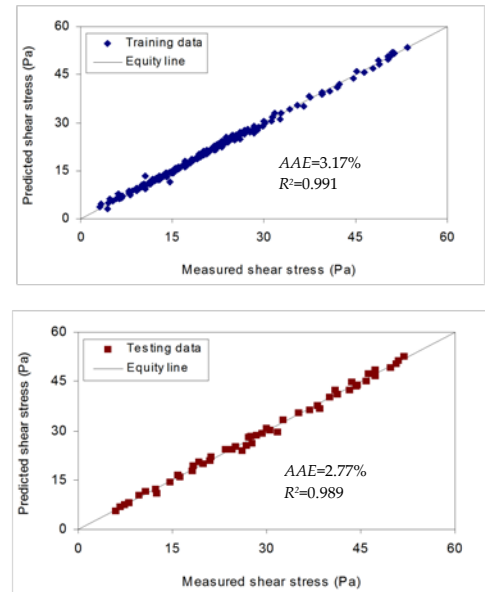 60
Training data
Equity line
45
30
15
0
Predicted shear stress (Pa)
AAE=3.17%
R²=0.991
0 15 30 45 60
Measured shear stress (Pa)
60
Testing data
Equity line
45
30
15
0
Predicted shear stress (Pa)
AAE=2.77%
R²=0.989
0 15 30 45 60
Measured shear stress (Pa)